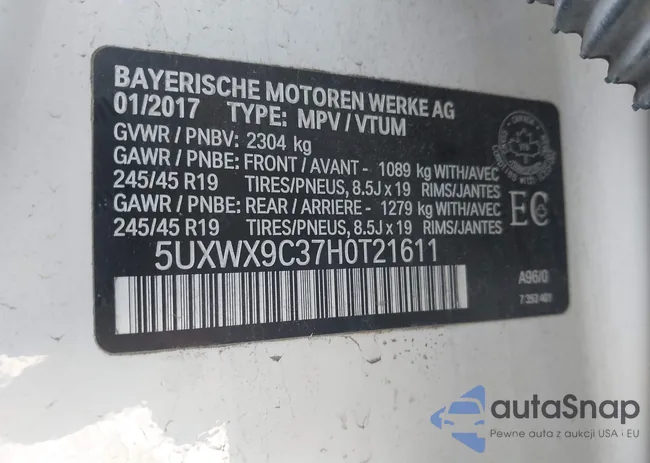 BAYERISCHE MOTOREN WERKE AG
01/2017 TYPE: MPV / VTUM
GVWR / PNBV: 2304 kg
GAWR / PNBE: FRONT / AVANT - 1089 kg WITH/AVEC
245/45 R19 TIRES/PNEUS, 8.5J x 19 RIMS/JANTES
GAWR / PNBE: REAR / ARRIERE - 1279 kg WITH/AVEC
245/45 R19 TIRES/PNEUS, 8.5J x 19 RIMS/JANTES
EC
5UXWX9C37H0T21611
A96/0
7 352 401
autaSnap
Pewne auta z aukcji USA i EU